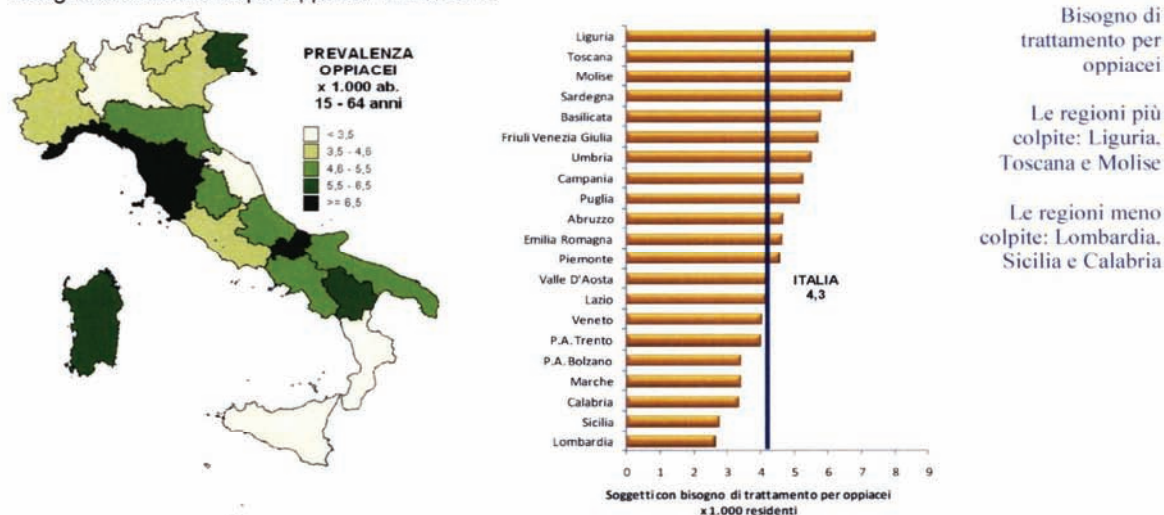 PREVALENZA
OPPIACEI
x 1.000 ab.
15 - 64 anni
< 3,5
3,5 - 4,6
4,6 - 5,5
5,5 - 6,5
>= 6,5
Liguria
Toscana
Molise
Sardegna
Basilicata
Friuli Venezia Giulia
Umbria
Campania
Puglia
Abruzzo
Emilia Romagna
Piemonte
Valle D'Aosta
Lazio
Veneto
P.A. Trento
P.A. Bolzano
Marche
Calabria
Sicilia
Lombardia
ITALIA
4,3
0 1 2 3 4 5 6 7 8 9
Soggetti con bisogno di trattamento per oppiacei
x 1.000 residenti
Bisogno di
trattamento per
oppiacei
Le regioni più
colpite: Liguria,
Toscana e Molise
Le regioni meno
colpite: Lombardia,
Sicilia e Calabria